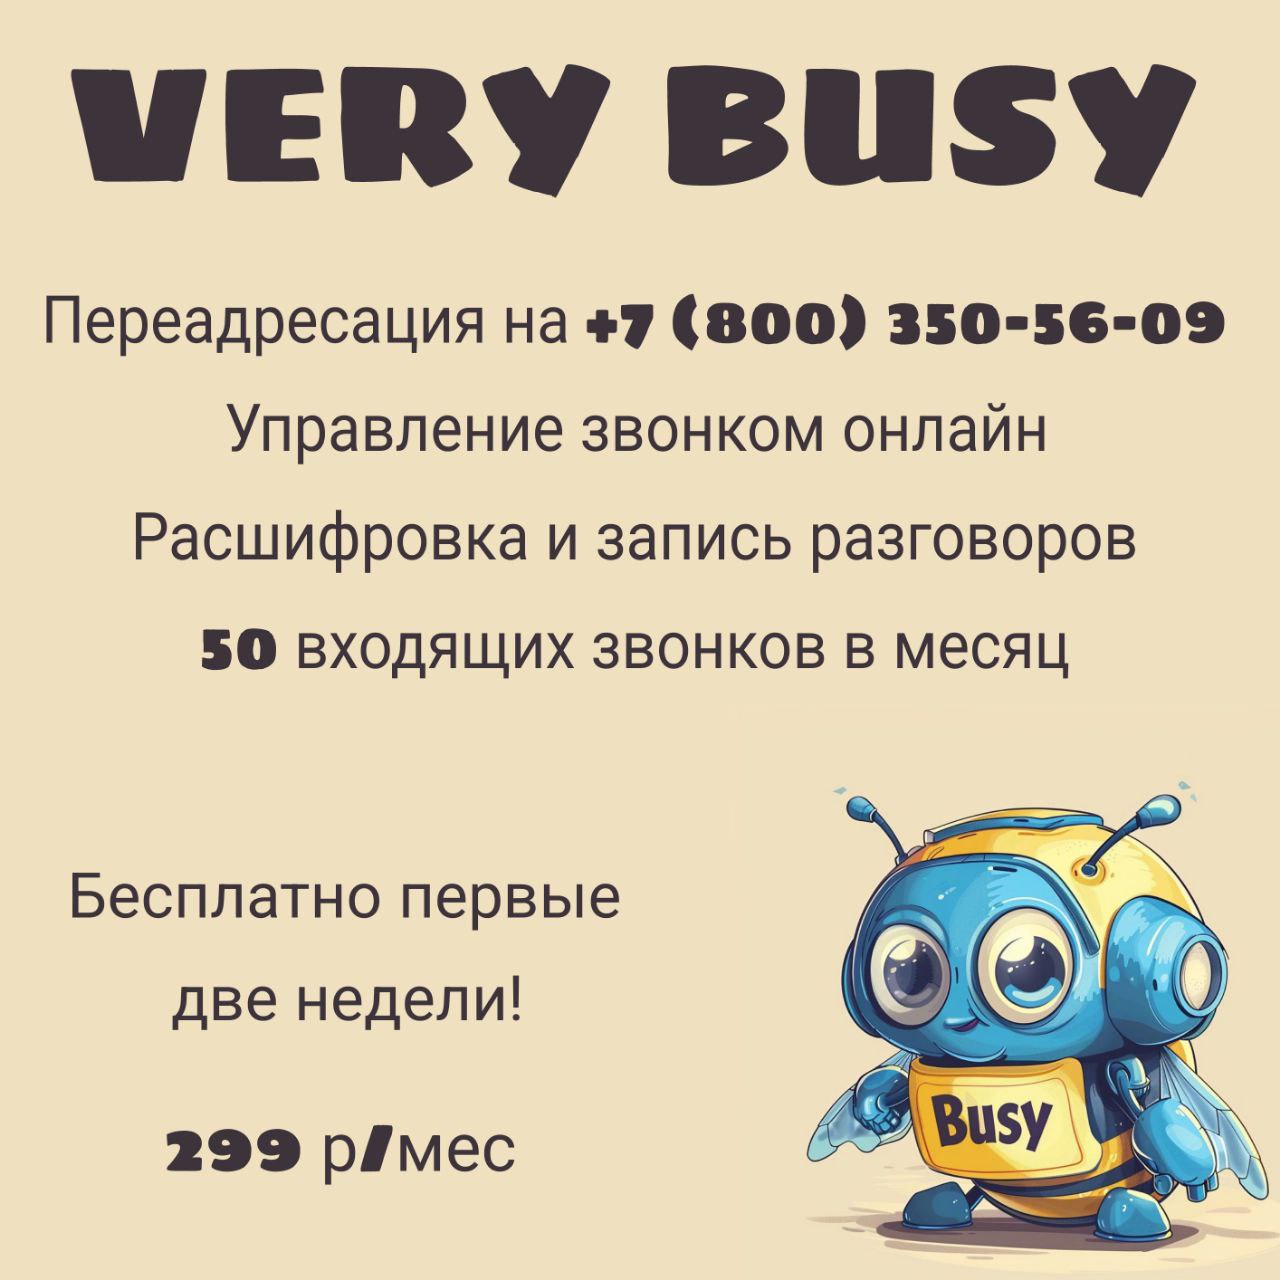 VERY BUSY
Переадресация на +7 (800) 350-56-09
Управление звонком онлайн
Расшифровка и запись разговоров
50 входящих звонков в месяц
Бесплатно первые
две недели!
299 р/мес
Busy